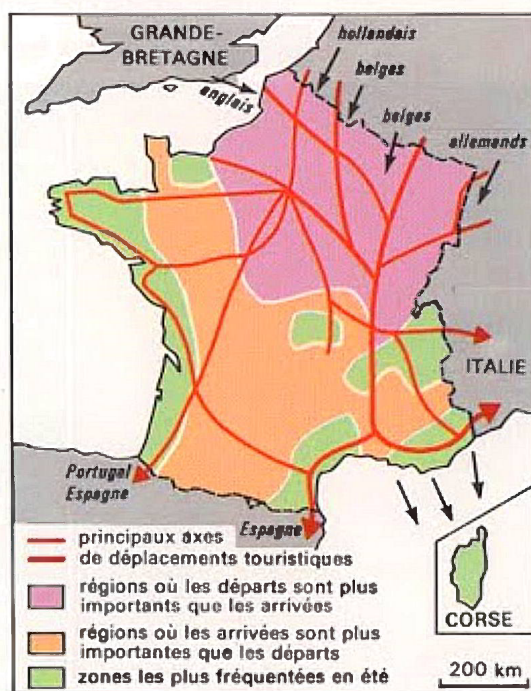 GRANDE-
BRETAGNE
hollandais
belges
anglais
belges
allemands
ITALIE
Portugal
Espagne
Espagne
principaux axes
de déplacements touristiques
régions où les départs sont plus
importants que les arrivées
régions où les arrivées sont plus
importantes que les départs
zones les plus fréquentées en été
CORSE
200 km